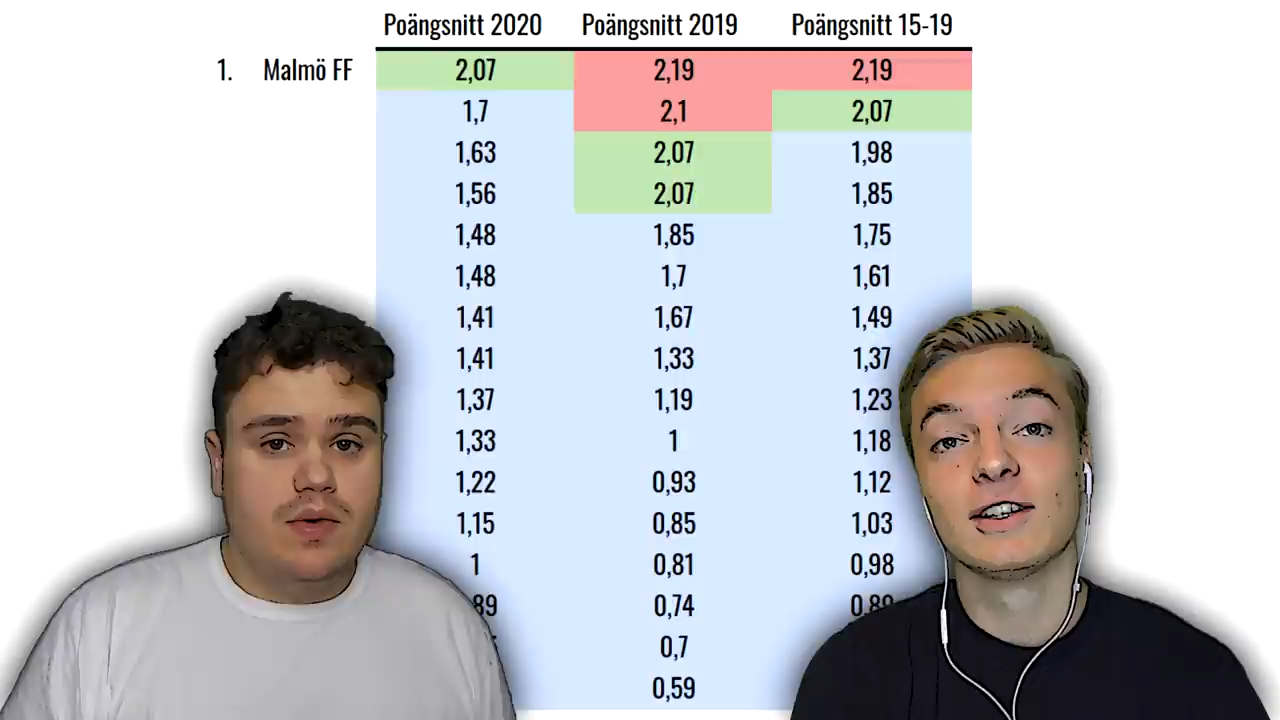 Poängsnitt 2020 Poängsnitt 2019 Poängsnitt 15-19
1. Malmö FF 2,07 2,19 2,19
1,7 2,1 2,07
1,63 2,07 1,98
1,56 2,07 1,85
1,48 1,85 1,75
1,48 1,7 1,61
1,41 1,67 1,49
1,41 1,33 1,37
1,37 1,19 1,23
1,33 1 1,18
1,22 0,93 1,12
1,15 0,85 1,03
1 0,81 0,98
0,74
0,7
0,59